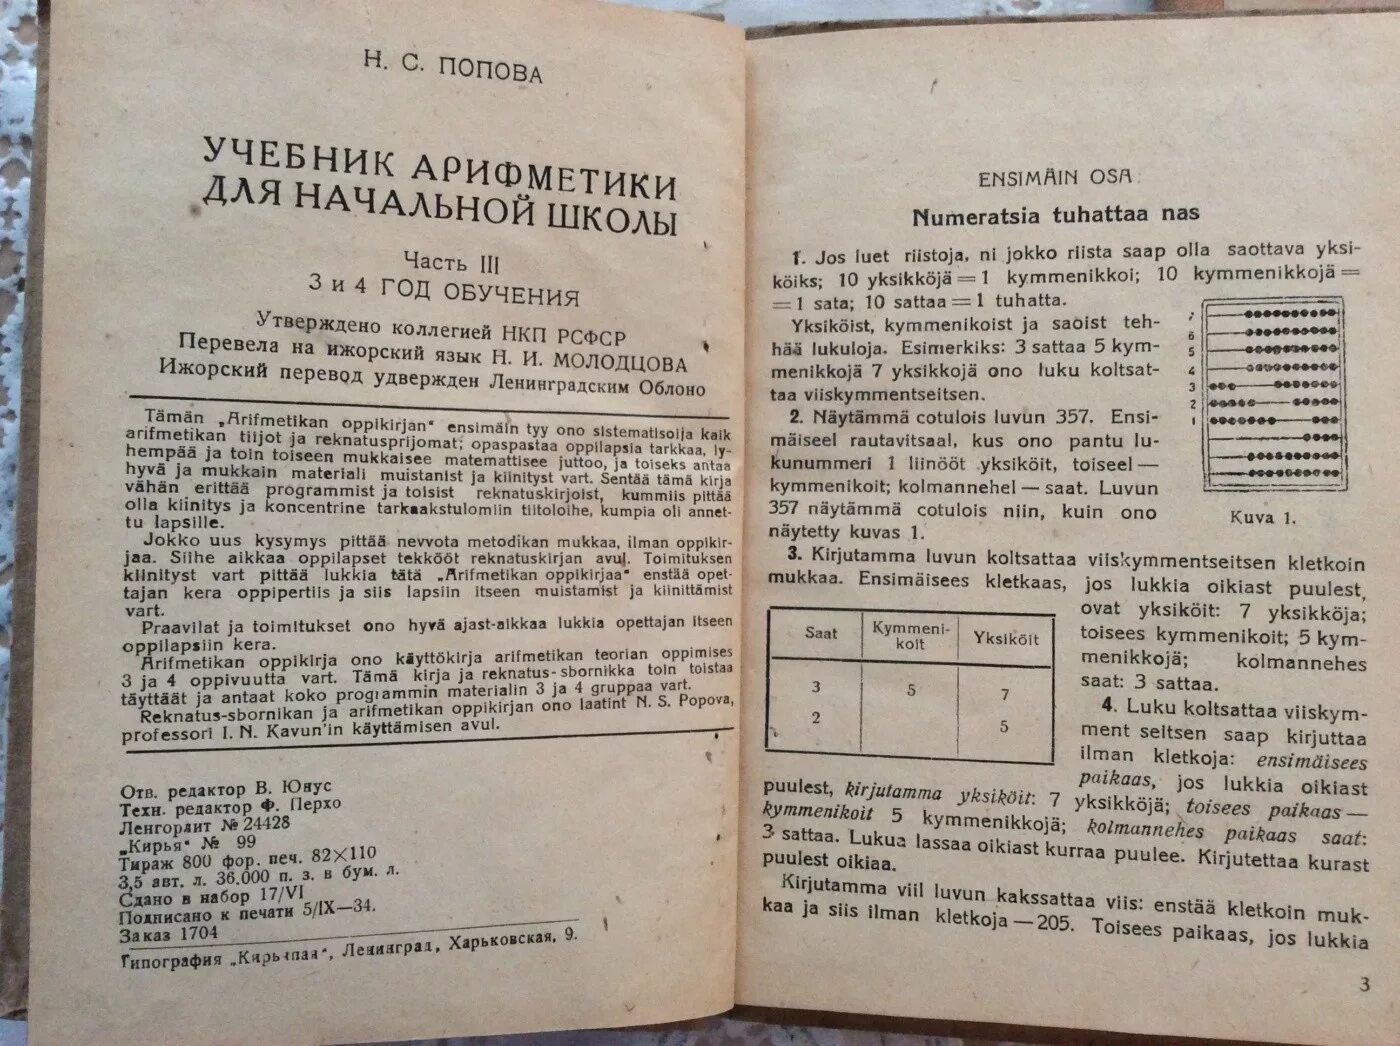 Н. С. ПОПОВА
УЧЕБНИК АРИФМЕТИКИ
ДЛЯ НАЧАЛЬНОЙ ШКОЛЫ
Часть III
3 и 4 ГОД ОБУЧЕНИЯ
Утверждено коллегией НКП РСФСР
Перевела на ижорский язык Н. И. МОЛОДЦОВА
Ижорский перевод удвержден Ленинградским Облоно
Tämän „Arifmetikan oppikirjan“ ensimäin tyy ono sistematisoija kaik
arifmetikan tiijot ja reknatusprijomat; opaspastaa oppilapsia tarkkaa, ly-
hempää ja toin toiseen mukkaisee matemattisee juttoo, ja toiseks antaa
hyvä ja mukkain materiali muistanist ja kiinityst vart. Sentää tämä kirja
vähän erittää programmist ja toisist reknatuskirjoist, kummiis pittää
olla kiinitys ja koncentrine tarkaakstulomiin tiitoloihe, kumpia oli annet-
tu lapsille.
Jokko uus kysymys pittää nevvota metodikan mukkaa, ilman oppikir-
jaa. Siihe aikkaa oppilapset tekkööt reknatuskirjan avul. Toimituksen
kiinityst vart pittää lukkia tätä „Arifmetikan oppikirjaa“ enstää opet-
tajan kera oppipertiis ja siis lapsiin itseen muistamist ja kiinittämist
vart.
Praavilat ja toimitukset ono hyvä ajast-aikkaa lukkia opettajan itseen
oppilapsiin kera.
Arifmetikan oppikirja ono käyttökirja arifmetikan teorian oppimises
3 ja 4 oppivuutta vart. Tämä kirja ja reknatus-sbornikka toin toistaa
täyttäät ja antaat koko programmin materialin 3 ja 4 gruppaa vart.
Reknatus-sbornikan ja arifmetikan oppikirjan ono laatint N. S. Popova,
professori I. N. Kavun'in käyttämisen avul.
Отв. редактор В. Юнус
Техн. редактор Ф. Перхо
Ленгорлит № 24428
„Кирья“ № 99
Тираж 800 фор. печ. 82×110
3,5 авт. л. 36.000 п. з. в бум. л.
Сдано в набор 17/VI
Подписано к печати 5/IX—34.
Заказ 1704
Типография „Кирьяпая“, Ленинград, Харьковская, 9.
ENSIMÄIN OSA
Numeratsia tuhattaa nas
1. Jos luet riistoja, ni jokko riista saap olla saottava yksi-
köiks; 10 yksikköjä = 1 kymmenikkoi; 10 kymmenikkojä =
= 1 sata; 10 sattaa = 1 tuhatta.
Yksiköist, kymmenikoist ja saoist teh-
hää lukuloja. Esimerkiks: 3 sattaa 5 kym-
menikkojä 7 yksikköjä ono luku koltsat-
taa viiskymmentseitsen.
2. Näytämmä cotulois luvun 357. Ensi-
mäiseel rautavitsaal, kus ono pantu lu-
kunummeri 1 liinööt yksiköit, toiseel —
kymmenikoit; kolmannehel — saat. Luvun
357 näytämmä cotulois niin, kuin ono
näytetty kuvas 1.
7
6
5
4
3
2
1
Kuva 1.
3. Kirjutamma luvun koltsattaa viiskymmentseitsen kletkoin
mukkaa. Ensimäisees kletkaas, jos lukkia oikiast puulest,
ovat yksiköit: 7 yksikköja;
toisees kymmenikoit; 5 kym-
menikkojä; kolmannehes
saat: 3 sattaa.
Saat Kymmeni-koit Yksiköit
3 5 7
2 5
4. Luku koltsattaa viiskym-
ment seitsen saap kirjuttaa
ilman kletkoja: ensimäisees
paikaas, jos lukkia oikiast
puulest, kirjutamma yksiköit: 7 yksikköjä; toisees paikaas —
kymmenikoit 5 kymmenikkojä; kolmannehes paikaas saat:
3 sattaa. Lukua lassaa oikiast kurraa puulee. Kirjutettaa kurast
puulest oikiaa.
Kirjutamma viil luvun kakssattaa viis: enstää kletkoin muk-
kaa ja siis ilman kletkoja — 205. Toisees paikaas, jos lukkia
3